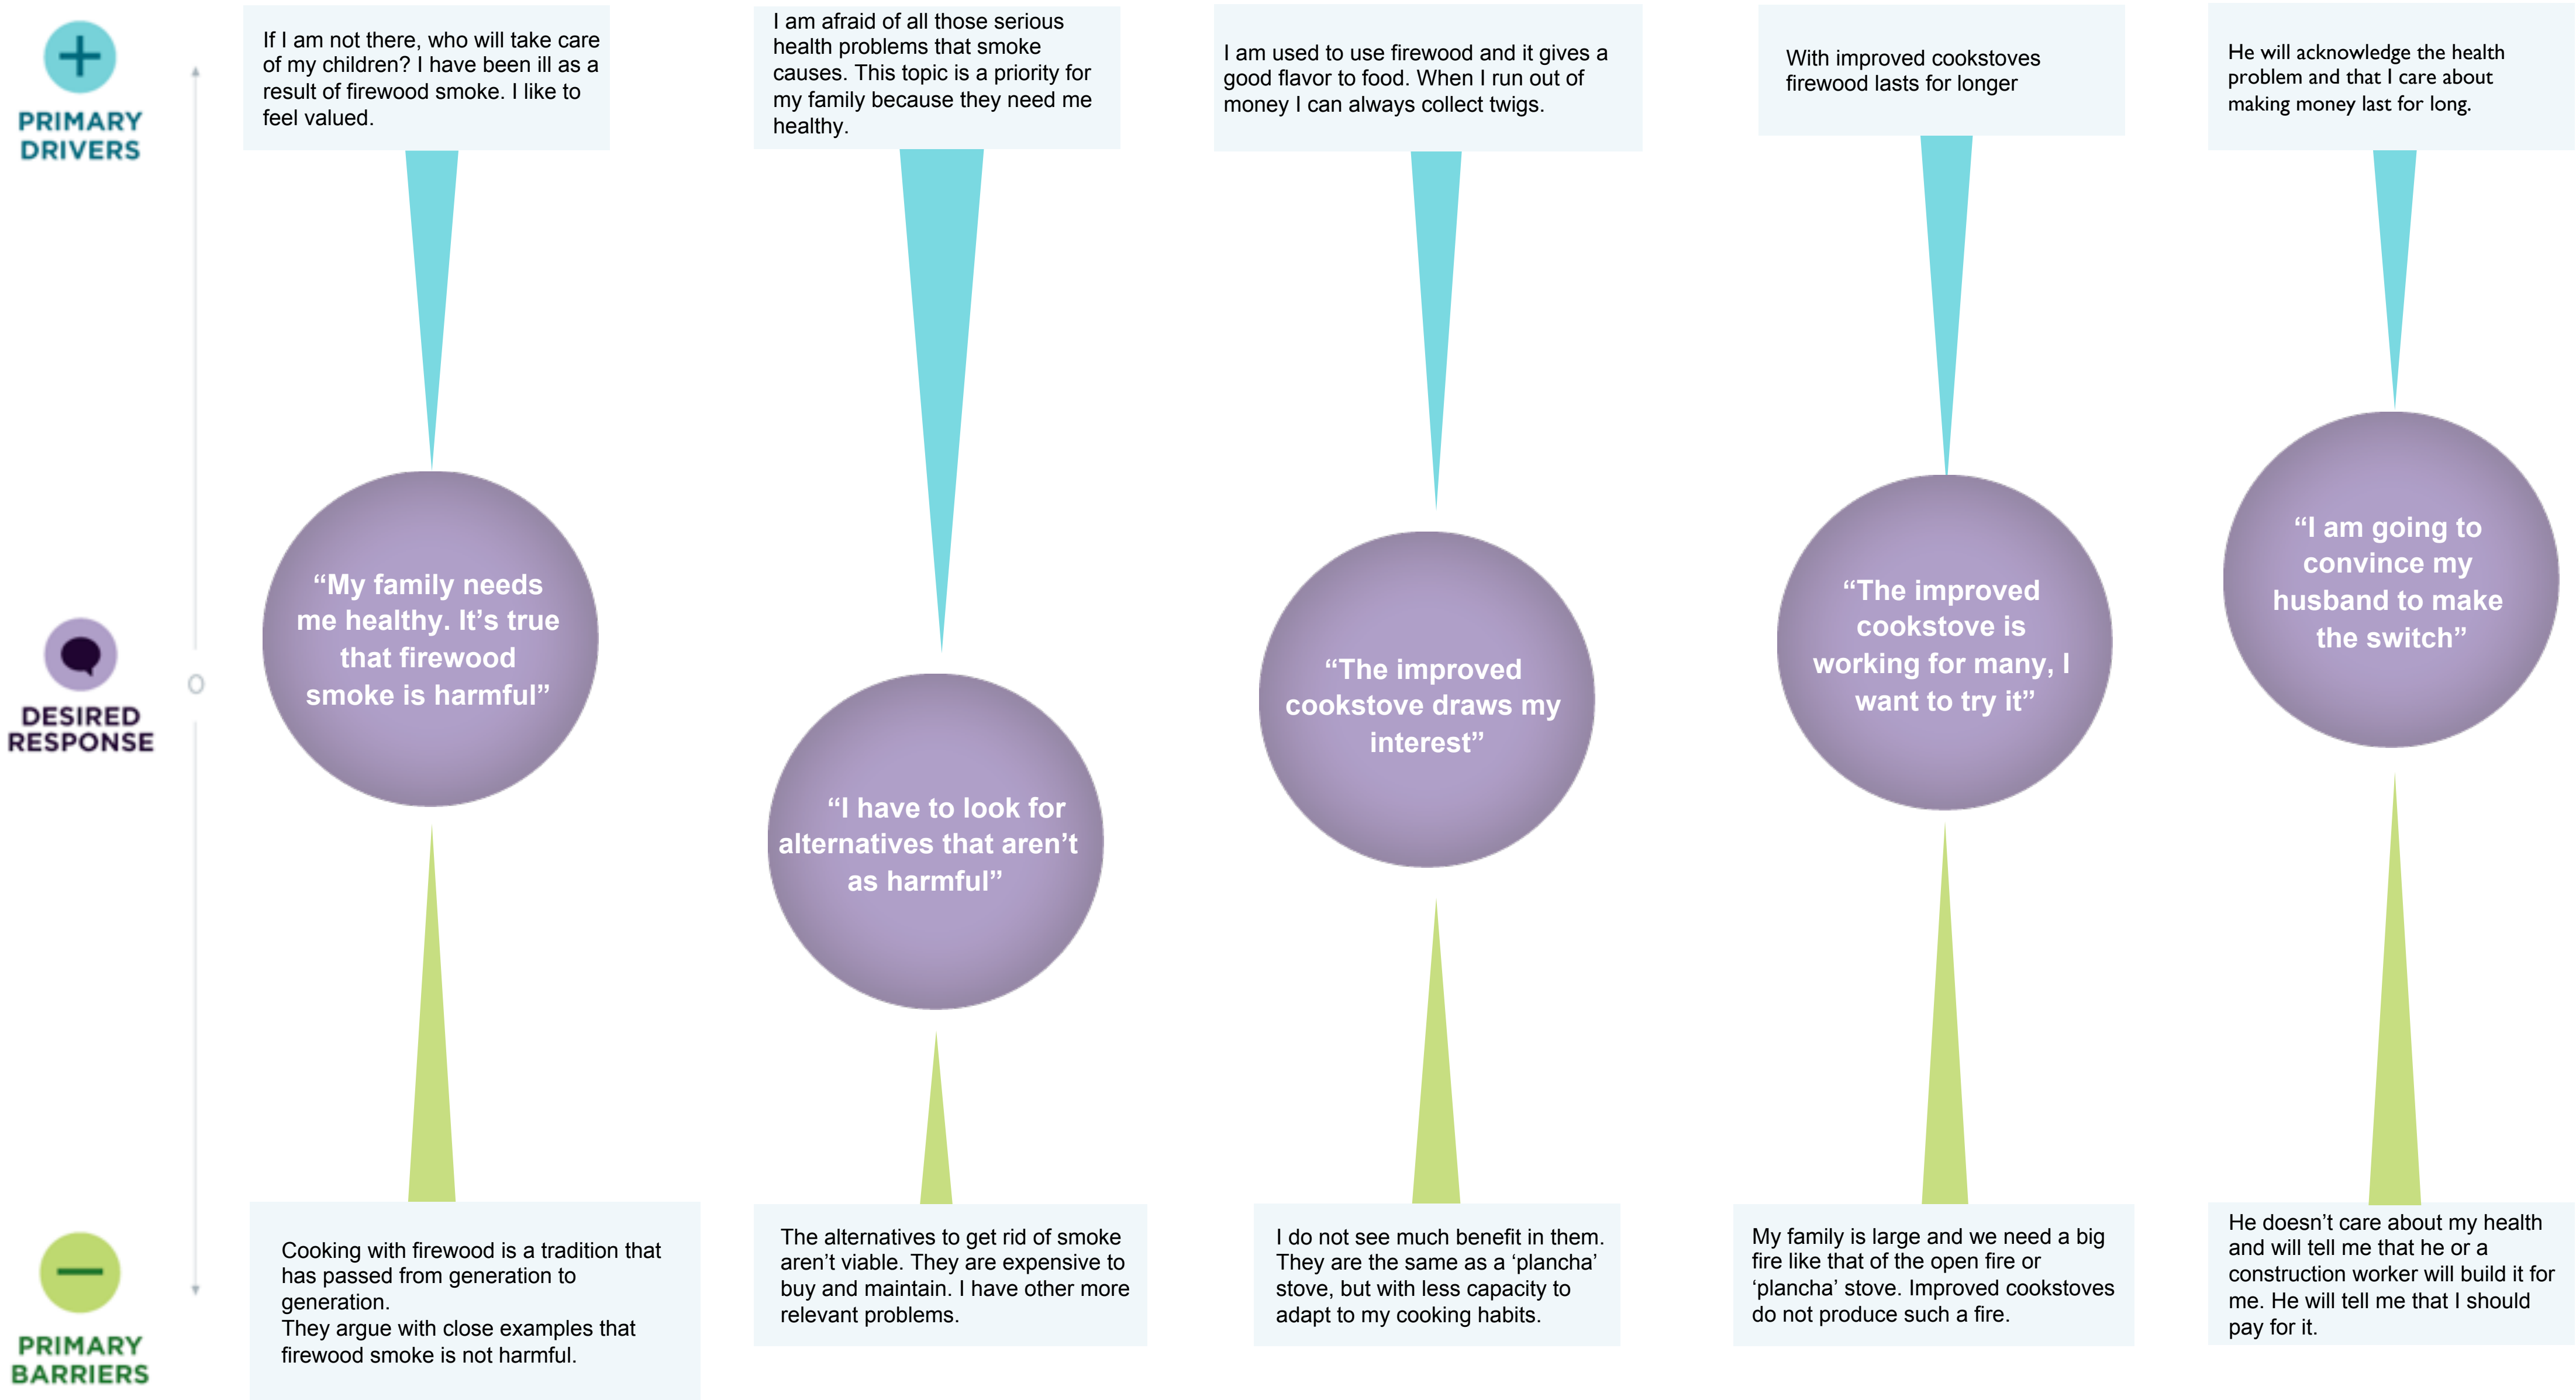 PRIMARY
DRIVERS
If I am not there, who will take care
of my children? I have been ill as a
result of firewood smoke. I like to
feel valued.
I am afraid of all those serious
health problems that smoke
causes. This topic is a priority for
my family because they need me
healthy.
I am used to use firewood and it gives a
good flavor to food. When I run out of
money I can always collect twigs.
With improved cookstoves
firewood lasts for longer
He will acknowledge the health
problem and that I care about
making money last for long.
DESIRED
RESPONSE
0
“My family needs
me healthy. It’s true
that firewood
smoke is harmful”
“I have to look for
alternatives that aren’t
as harmful”
“The improved
cookstove draws my
interest”
“The improved
cookstove is
working for many, I
want to try it”
“I am going to
convince my
husband to make
the switch”
PRIMARY
BARRIERS
Cooking with firewood is a tradition that
has passed from generation to
generation.
They argue with close examples that
firewood smoke is not harmful.
The alternatives to get rid of smoke
aren’t viable. They are expensive to
buy and maintain. I have other more
relevant problems.
I do not see much benefit in them.
They are the same as a ‘plancha’
stove, but with less capacity to
adapt to my cooking habits.
My family is large and we need a big
fire like that of the open fire or
‘plancha’ stove. Improved cookstoves
do not produce such a fire.
He doesn’t care about my health
and will tell me that he or a
construction worker will build it for
me. He will tell me that I should
pay for it.